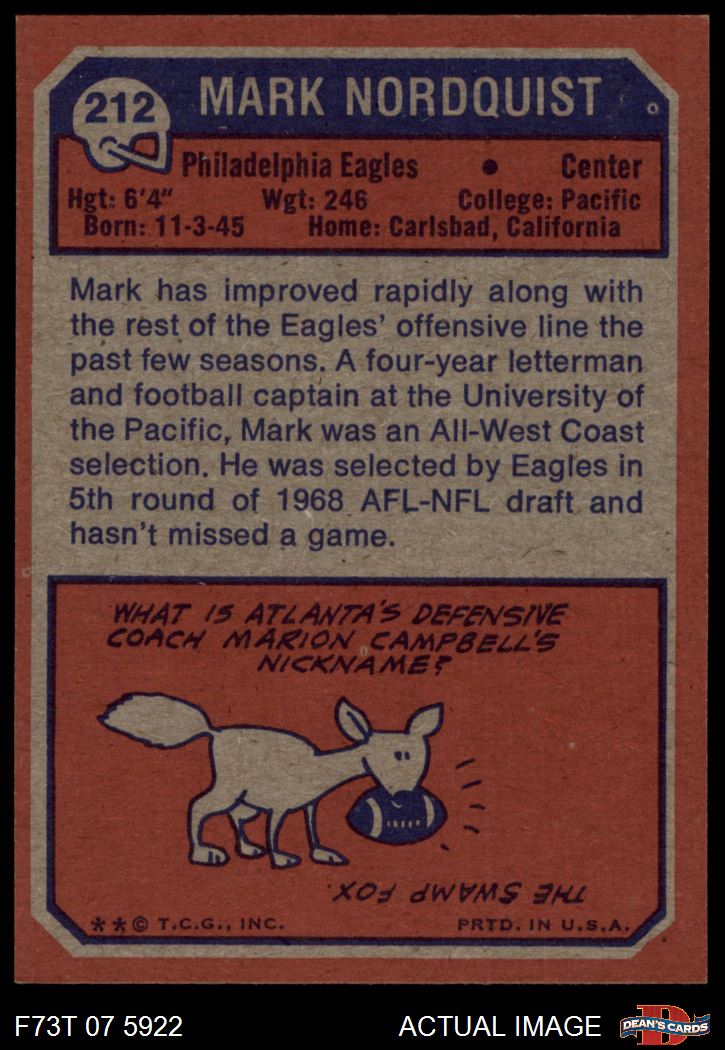 212
MARK NORDQUIST
Philadelphia Eagles • Center
Hgt: 6'4" Wgt: 246 College: Pacific
Born: 11-3-45 Home: Carlsbad, California
Mark has improved rapidly along with
the rest of the Eagles' offensive line the
past few seasons. A four-year letterman
and football captain at the University of
the Pacific, Mark was an All-West Coast
selection. He was selected by Eagles in
5th round of 1968 AFL-NFL draft and
hasn't missed a game.
WHAT IS ATLANTA'S DEFENSIVE
COACH MARION CAMPBELL'S
NICKNAME?
THE SWAMP FOX.
**© T.C.G., INC. PRTD. IN U.S.A.
F73T 07 5922 ACTUAL IMAGE
D
DEAN'S CARDS